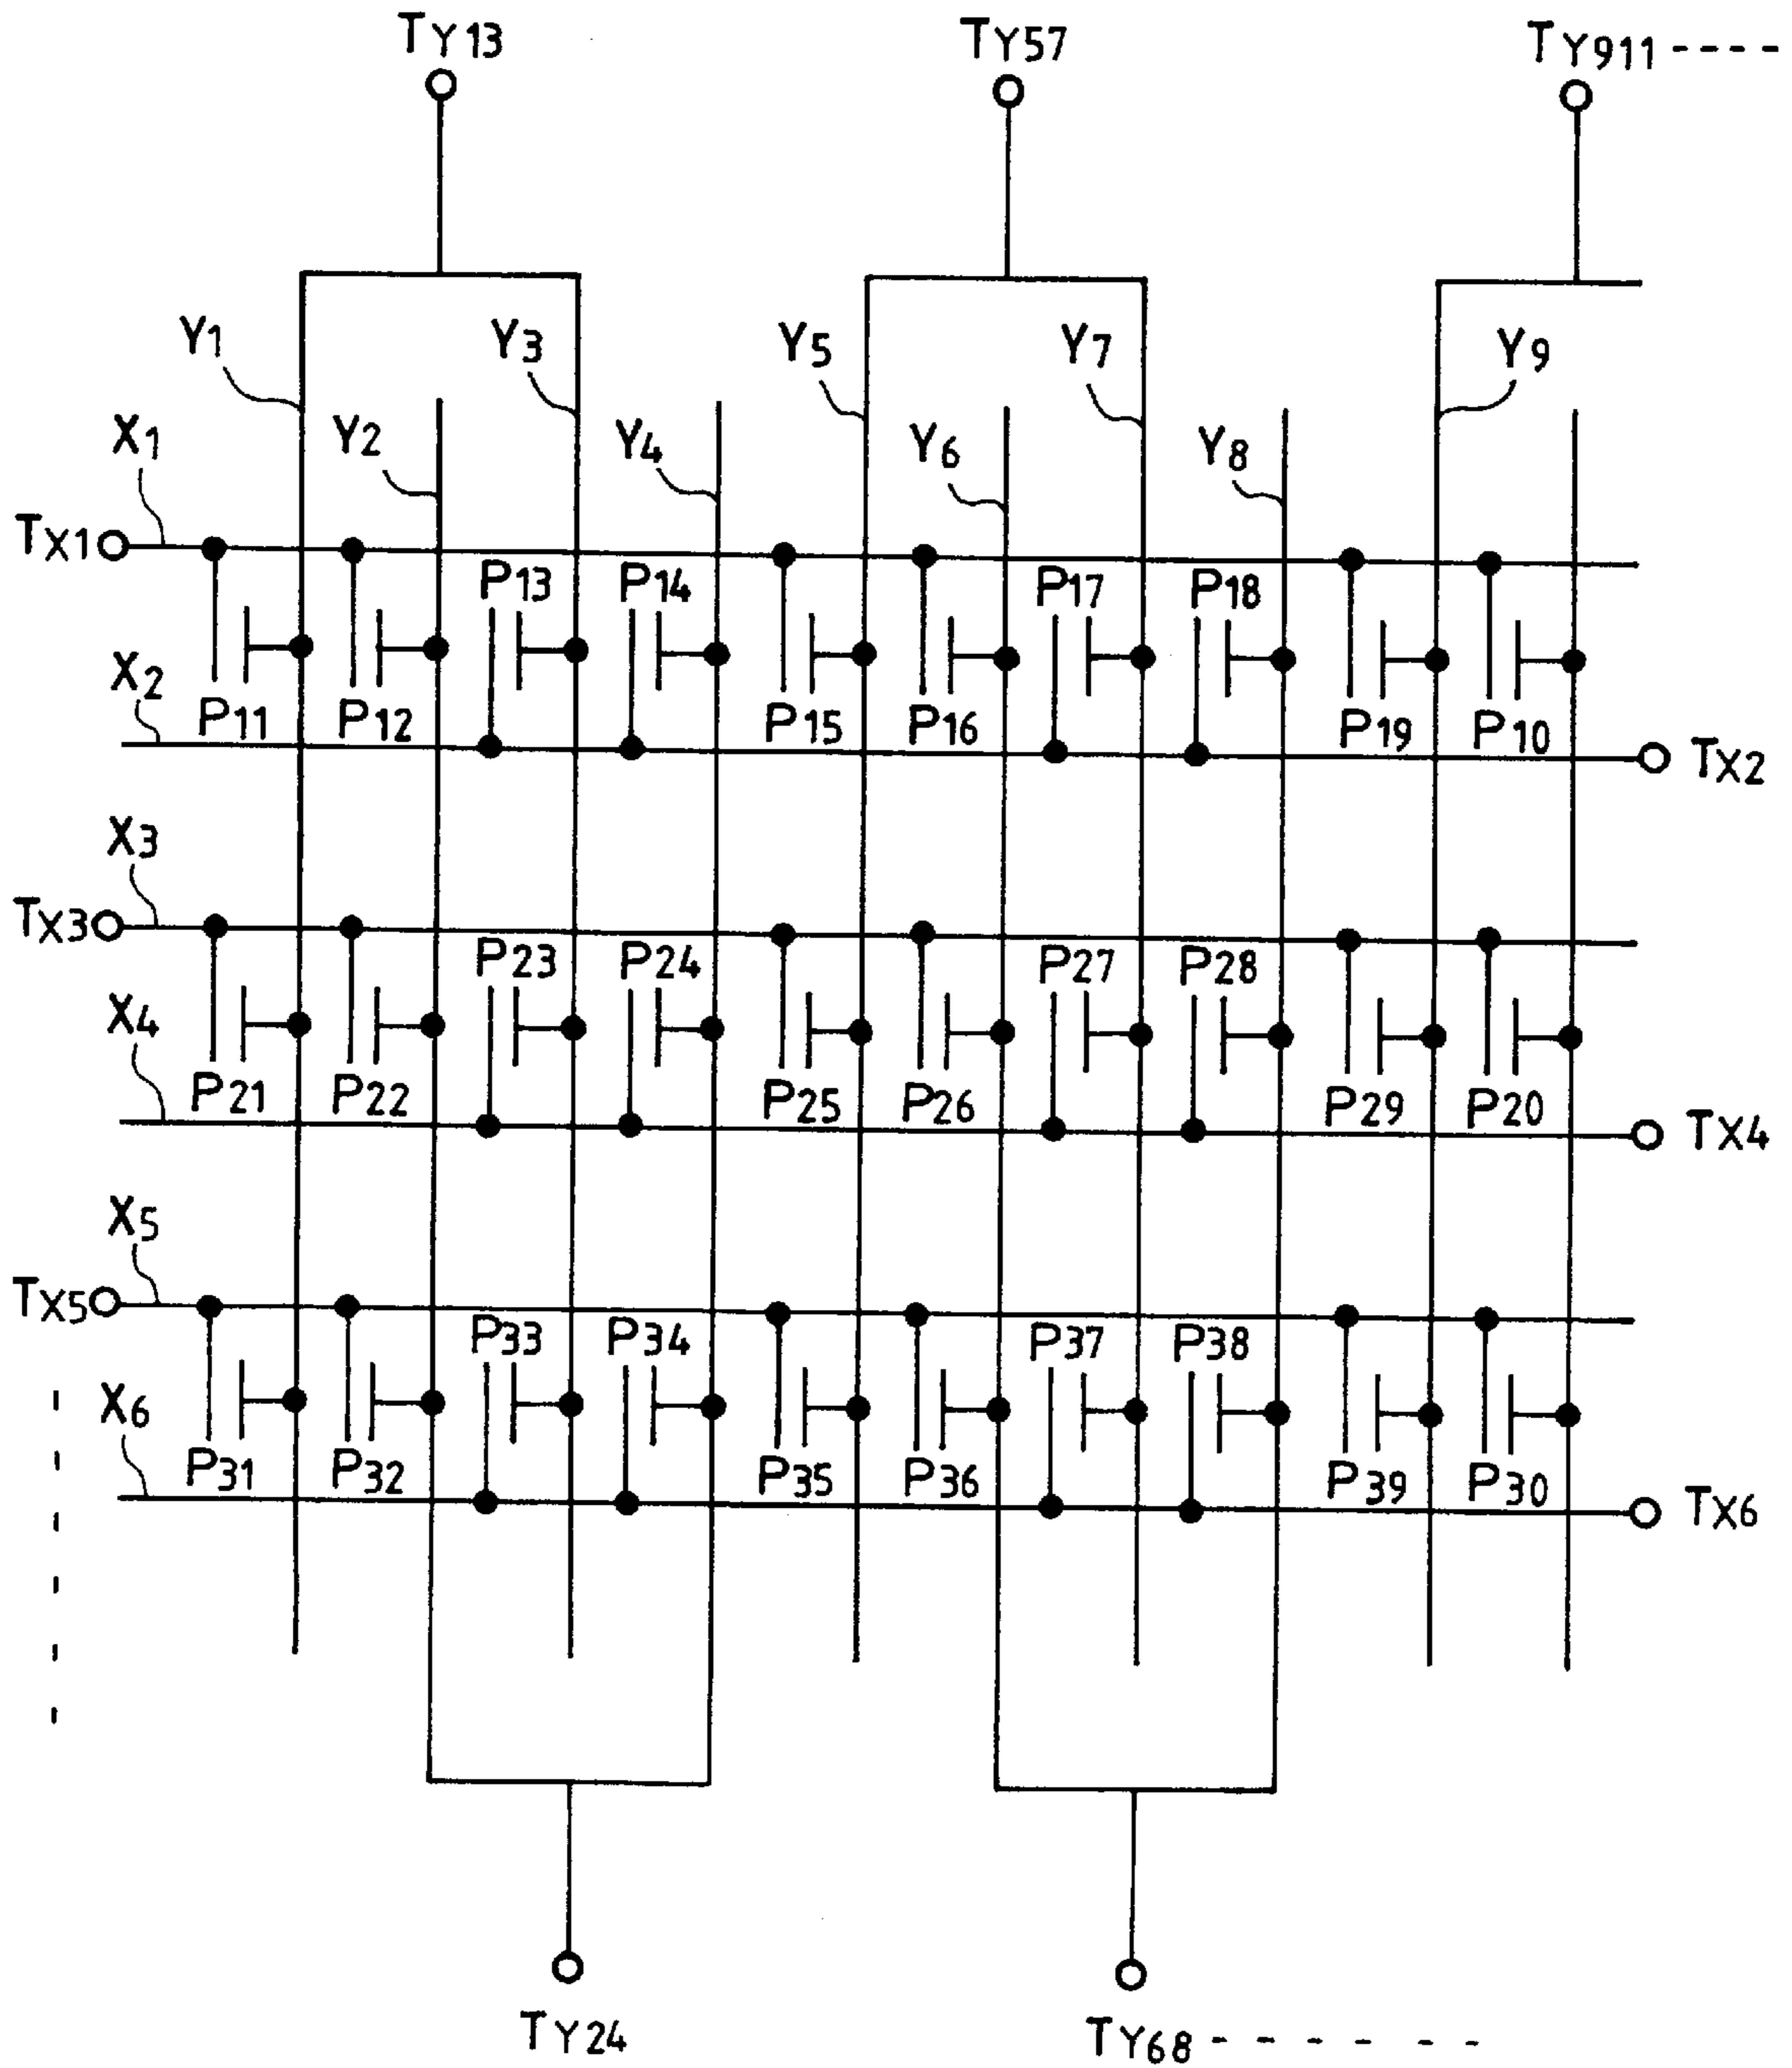 TY13 TY57 TY911
Y1 Y3 Y5 Y7 Y9
X1 Y2 Y4 Y6 Y8
TX1
P13 P14 P17 P18
X2
P11 P12 P15 P16 P19 P10
TX2
X3
TX3
P23 P24 P27 P28
X4
P21 P22 P25 P26 P29 P20
TX4
X5
TX5
P33 P34 P37 P38
X6
P31 P32 P35 P36 P39 P30
TX6
TY24 TY68